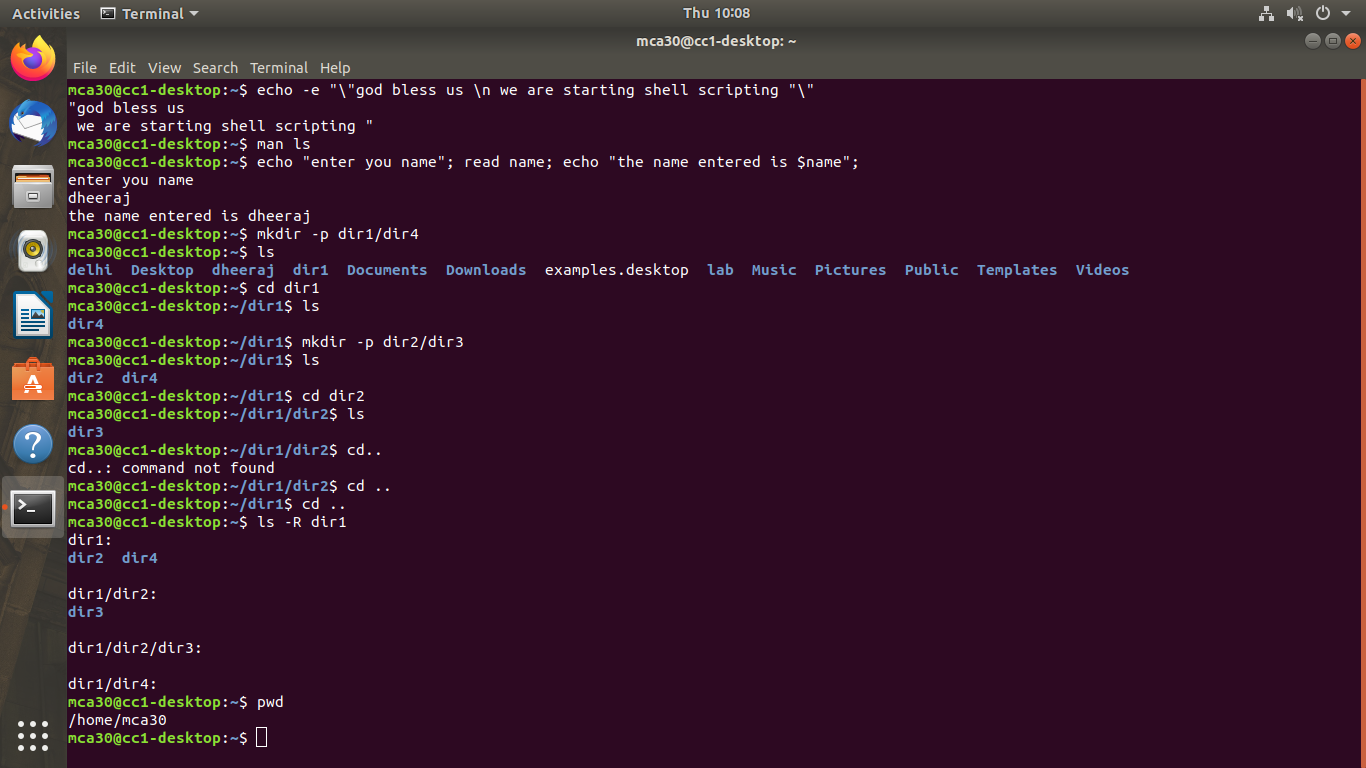 Activities Terminal Thu 10:08
mca30@cc1-desktop: ~
File Edit View Search Terminal Help
mca30@cc1-desktop:~$ echo -e "\"god bless us \n we are starting shell scripting "\"
"god bless us
 we are starting shell scripting "
mca30@cc1-desktop:~$ man ls
mca30@cc1-desktop:~$ echo "enter you name"; read name; echo "the name entered is $name";
enter you name
dheeraj
the name entered is dheeraj
mca30@cc1-desktop:~$ mkdir -p dir1/dir4
mca30@cc1-desktop:~$ ls
delhi  Desktop  dheeraj  dir1  Documents  Downloads  examples.desktop  lab  Music  Pictures  Public  Templates  Videos
mca30@cc1-desktop:~$ cd dir1
mca30@cc1-desktop:~/dir1$ ls
dir4
mca30@cc1-desktop:~/dir1$ mkdir -p dir2/dir3
mca30@cc1-desktop:~/dir1$ ls
dir2  dir4
mca30@cc1-desktop:~/dir1$ cd dir2
mca30@cc1-desktop:~/dir1/dir2$ ls
dir3
mca30@cc1-desktop:~/dir1/dir2$ cd..
cd..: command not found
mca30@cc1-desktop:~/dir1/dir2$ cd ..
mca30@cc1-desktop:~/dir1$ cd ..
mca30@cc1-desktop:~$ ls -R dir1
dir1:
dir2  dir4

dir1/dir2:
dir3

dir1/dir2/dir3:

dir1/dir4:
mca30@cc1-desktop:~$ pwd
/home/mca30
mca30@cc1-desktop:~$